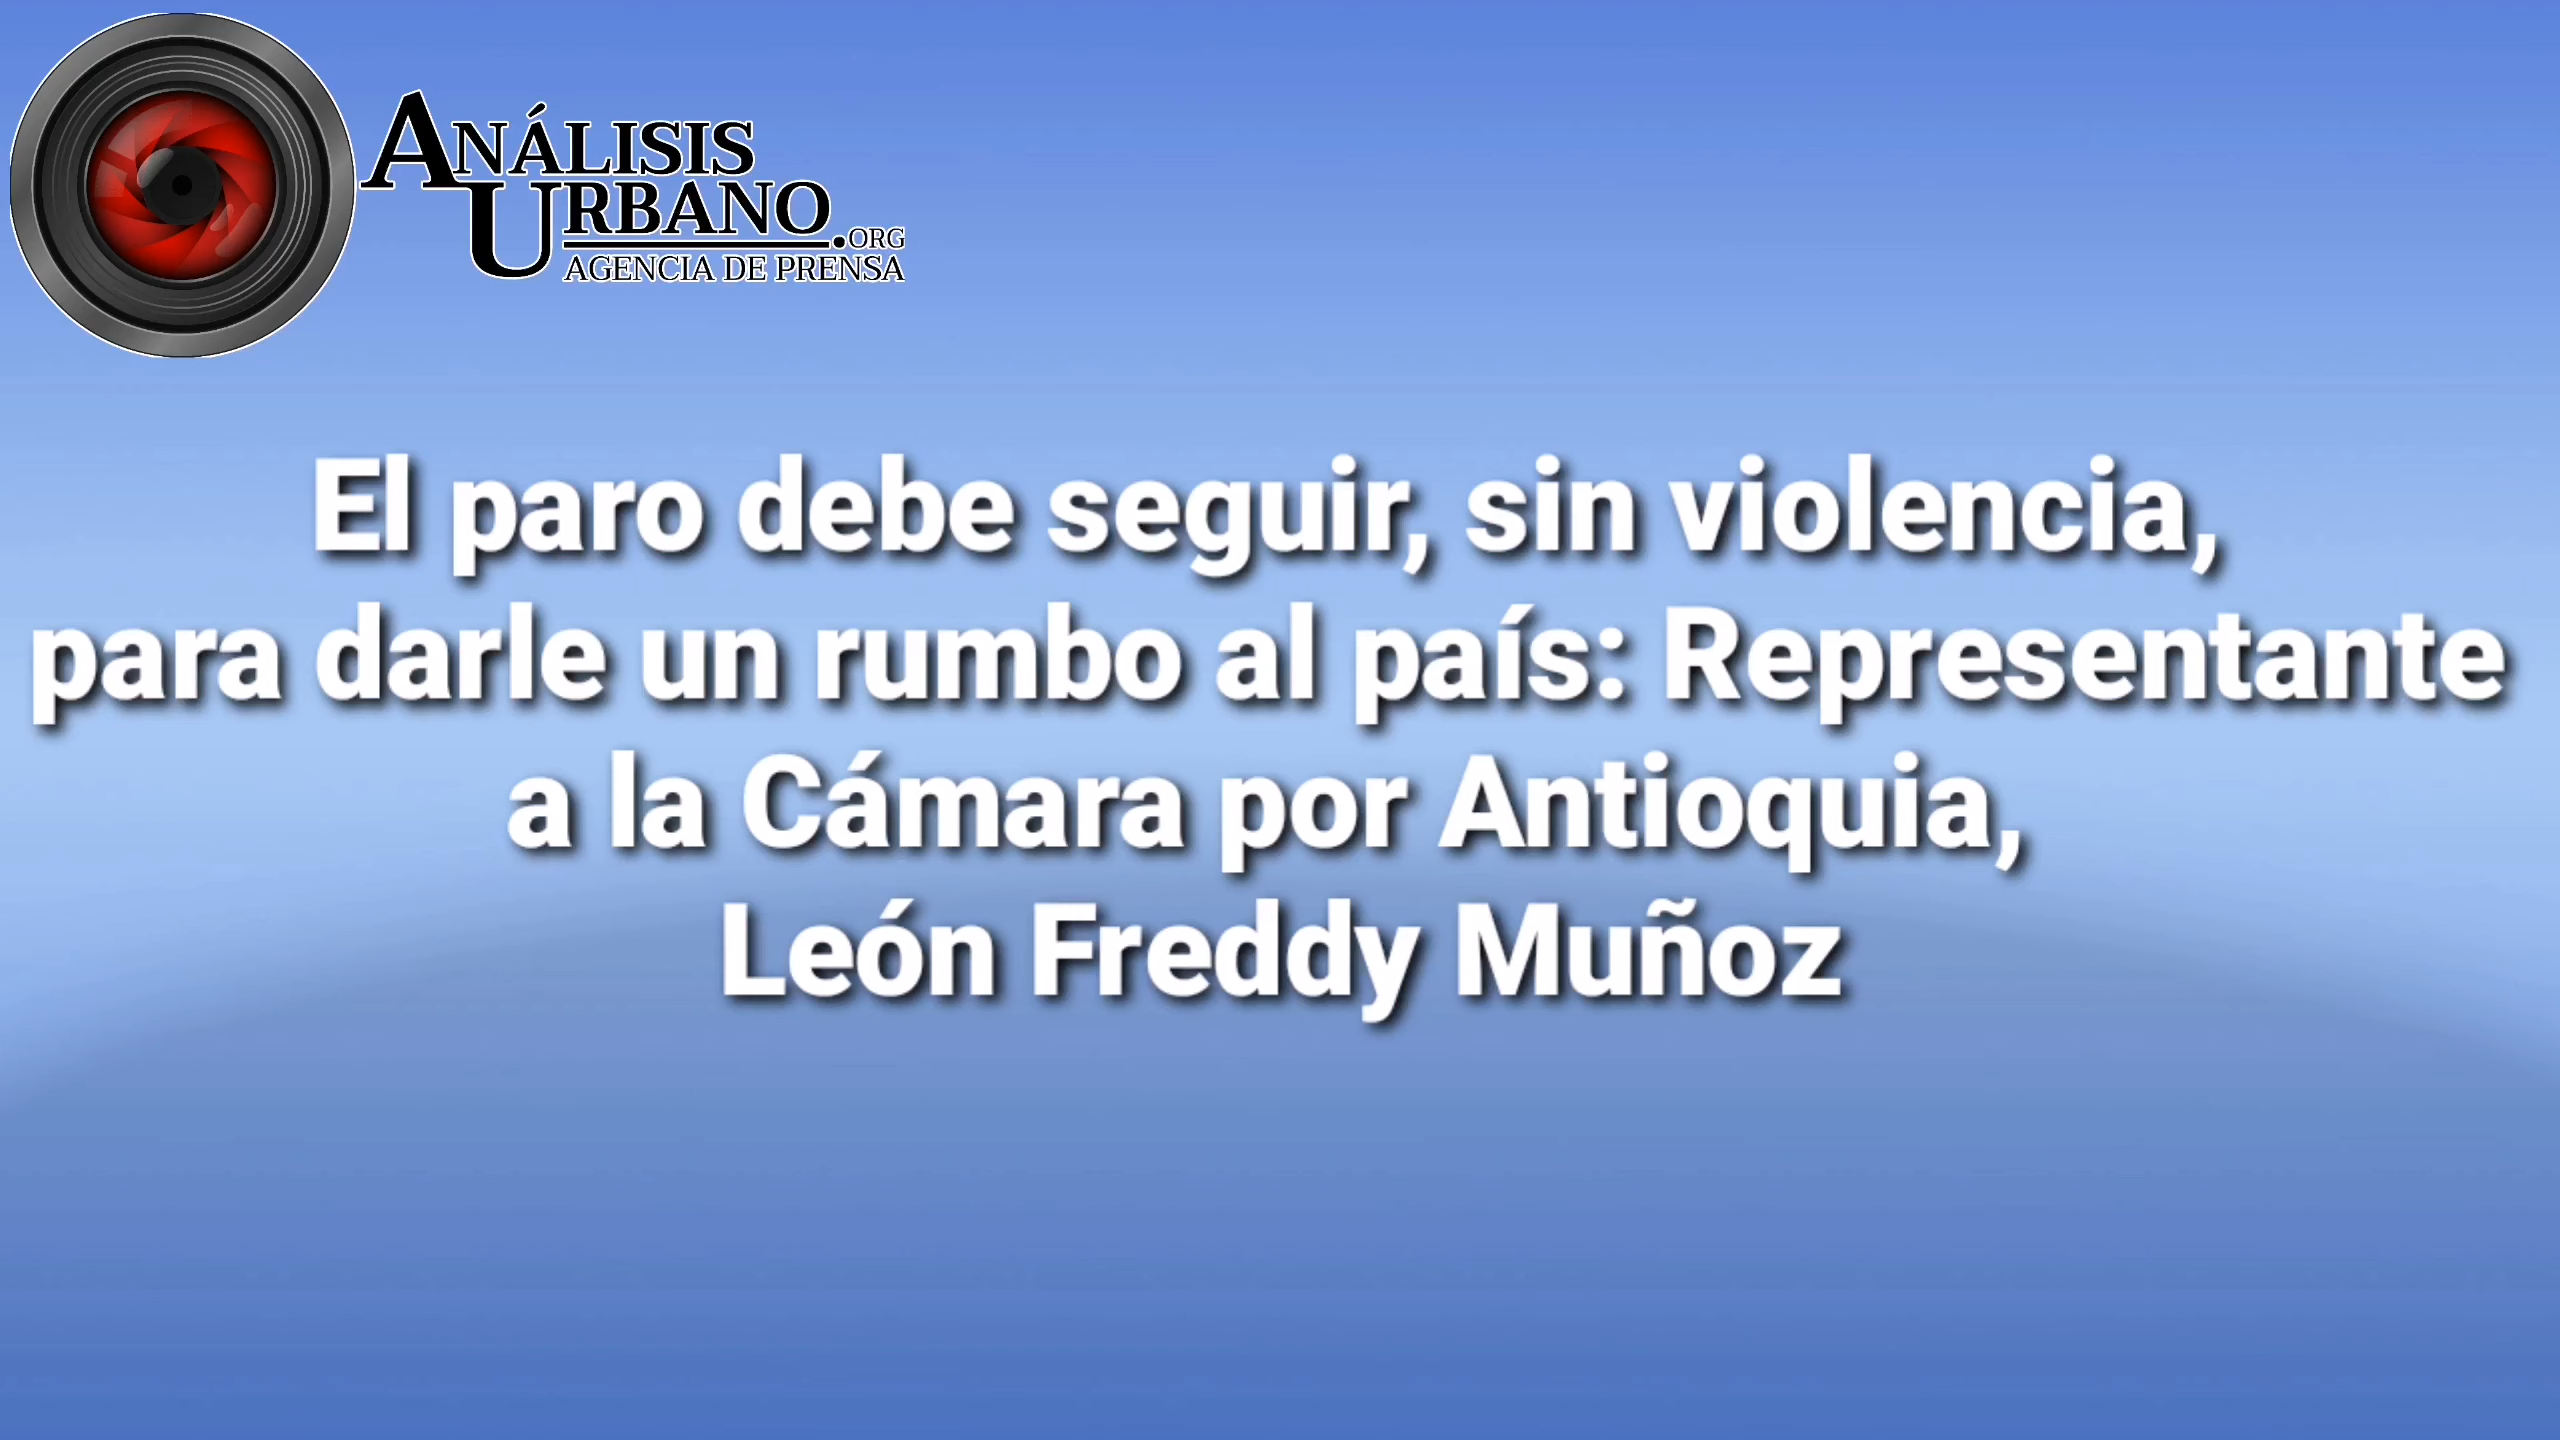 ANÁLISIS
URBANO.ORG
AGENCIA DE PRENSA
El paro debe seguir, sin violencia,
para darle un rumbo al país: Representante
a la Cámara por Antioquia,
León Freddy Muñoz